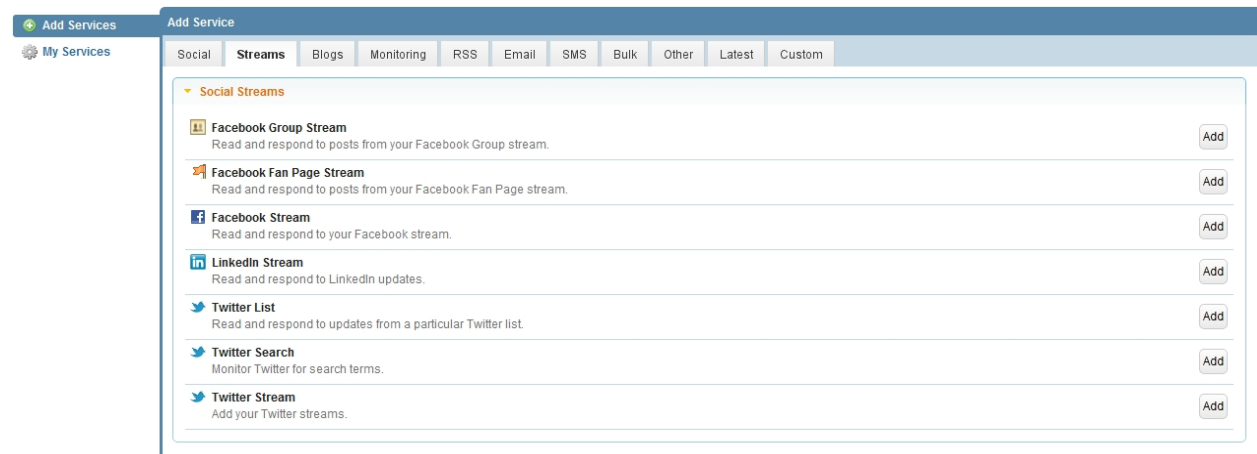 Add Services
My Services
Add Service
Social Streams Blogs Monitoring RSS Email SMS Bulk Other Latest Custom
Social Streams
Facebook Group Stream
Read and respond to posts from your Facebook Group stream.
Add
Facebook Fan Page Stream
Read and respond to posts from your Facebook Fan Page stream.
Add
Facebook Stream
Read and respond to your Facebook stream.
Add
LinkedIn Stream
Read and respond to LinkedIn updates.
Add
Twitter List
Read and respond to updates from a particular Twitter list.
Add
Twitter Search
Monitor Twitter for search terms.
Add
Twitter Stream
Add your Twitter streams.
Add